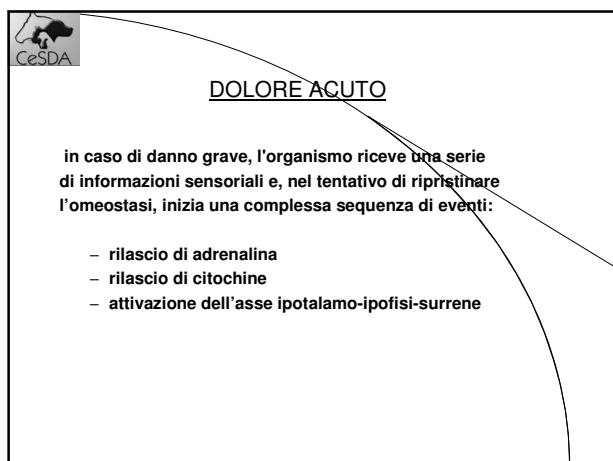 CeSDA
DOLORE ACUTO
in caso di danno grave, l'organismo riceve una serie
di informazioni sensoriali e, nel tentativo di ripristinare
l’omeostasi, inizia una complessa sequenza di eventi:
– rilascio di adrenalina
– rilascio di citochine
– attivazione dell’asse ipotalamo-ipofisi-surrene